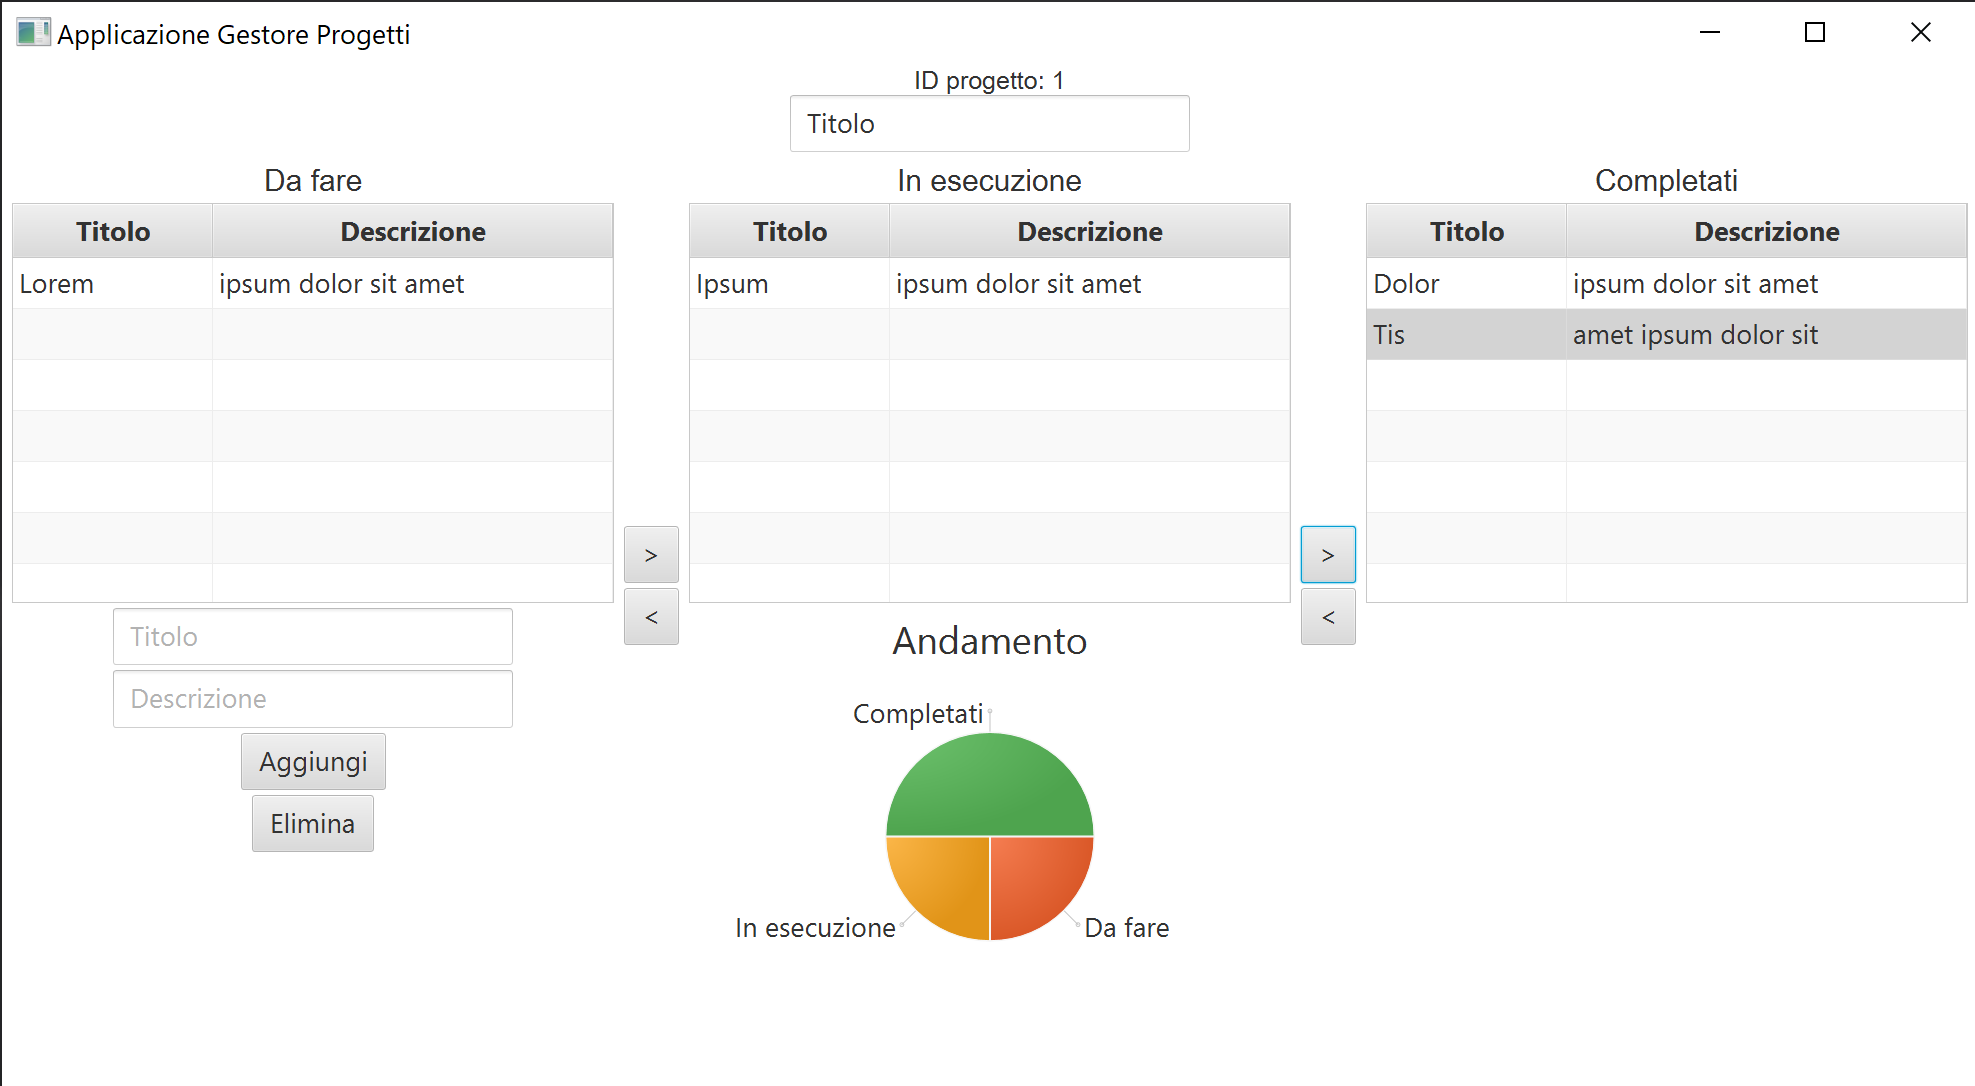 Applicazione Gestore Progetti
ID progetto: 1
Titolo
Da fare
Titolo Descrizione
Lorem ipsum dolor sit amet
>
<
Titolo
Descrizione
Aggiungi
Elimina
In esecuzione
Titolo Descrizione
Ipsum ipsum dolor sit amet
>
<
Completati
Titolo Descrizione
Dolor ipsum dolor sit amet
Tis amet ipsum dolor sit
Andamento
Completati
In esecuzione
Da fare